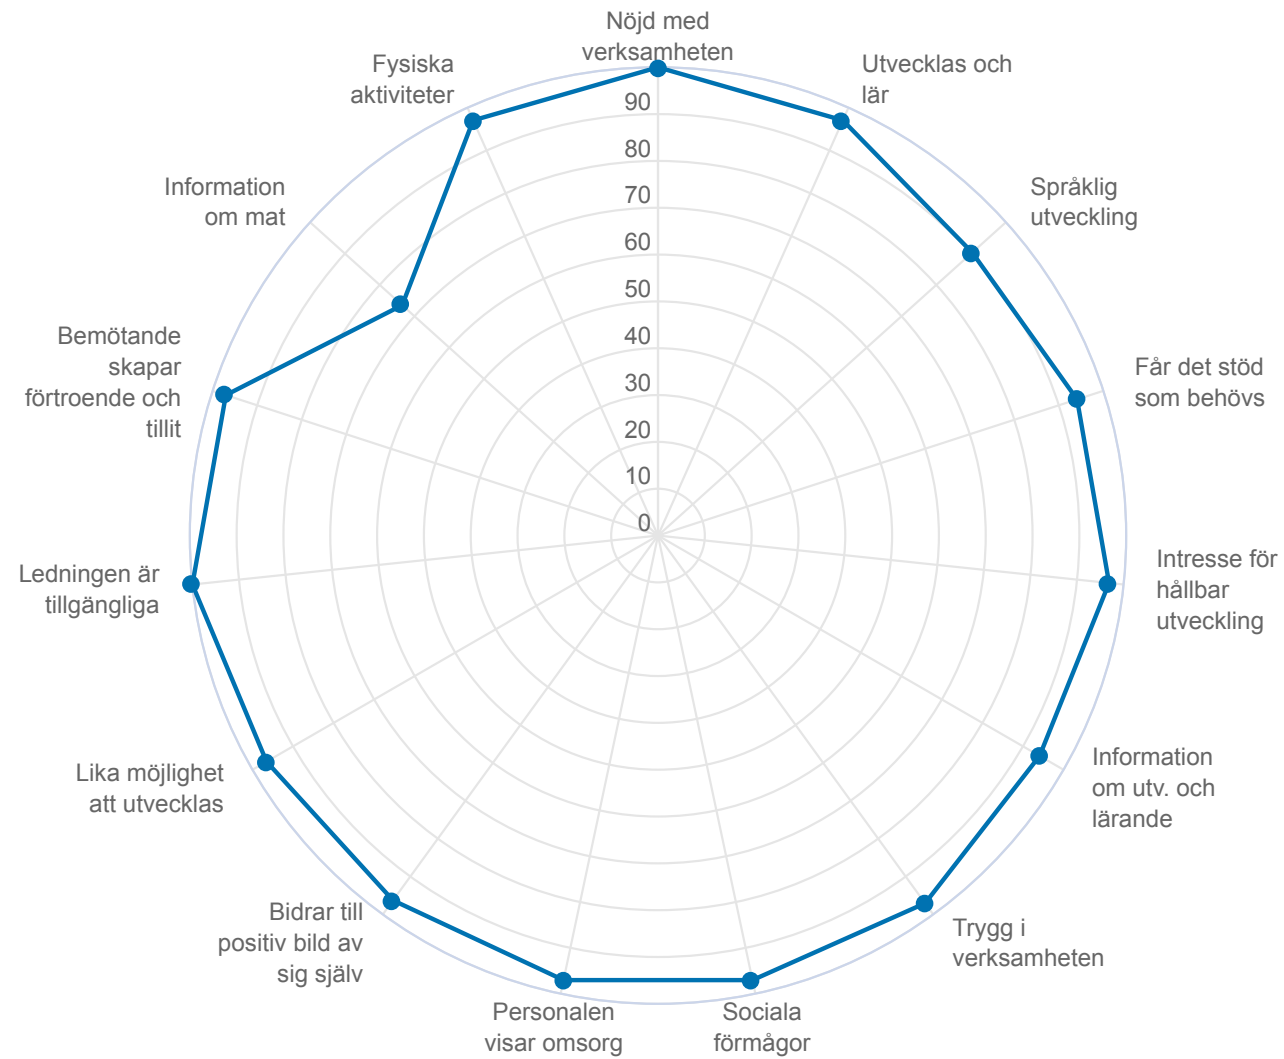 Nöjd med
verksamheten
Utvecklas och
lär
Språklig
utveckling
Får det stöd
som behövs
Intresse för
hållbar
utveckling
Information
om utv. och
lärande
Trygg i
verksamheten
Sociala
förmågor
Personalen
visar omsorg
Bidrar till
positiv bild av
sig själv
Lika möjlighet
att utvecklas
Ledningen är
tillgängliga
Bemötande
skapar
förtroende och
tillit
Information
om mat
Fysiska
aktiviteter
90
80
70
60
50
40
30
20
10
0